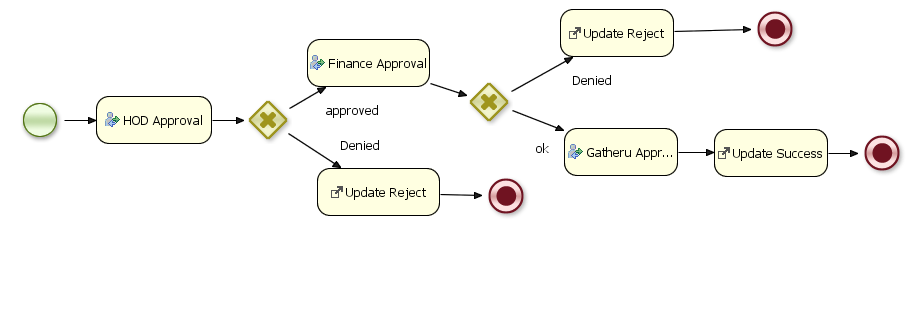 Update Reject
Finance Approval
Denied
approved
HOD Approval
Denied
ok
Gatheru Appr...
Update Success
Update Reject